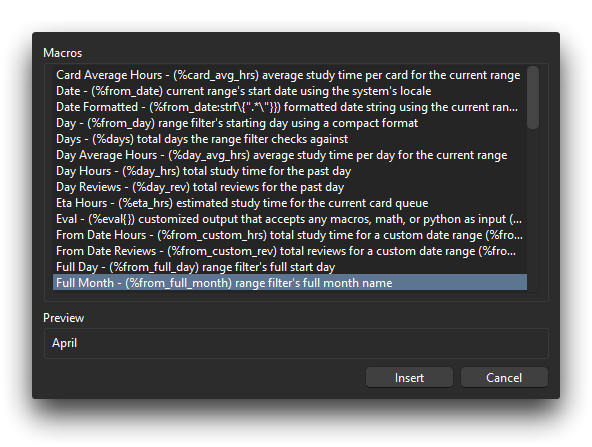 Macros
Card Average Hours - (%card_avg_hrs) average study time per card for the current range
Date - (%from_date) current range's start date using the system's locale
Date Formatted - (%from_date:strf\{".*\"}}) formatted date string using the current ran...
Day - (%from_day) range filter's starting day using a compact format
Days - (%days) total days the range filter checks against
Day Average Hours - (%day_avg_hrs) average study time per day for the current range
Day Hours - (%day_hrs) total study time for the past day
Day Reviews - (%day_rev) total reviews for the past day
Eta Hours - (%eta_hrs) estimated study time for the current card queue
Eval - (%eval{}) customized output that accepts any macros, math, or python as input (...
From Date Hours - (%from_custom_hrs) total study time for a custom date range (%fro...
From Date Reviews - (%from_custom_rev) total reviews for a custom date range (%fro...
Full Day - (%from_full_day) range filter's full start day
Full Month - (%from_full_month) range filter's full month name
Preview
April
Insert
Cancel